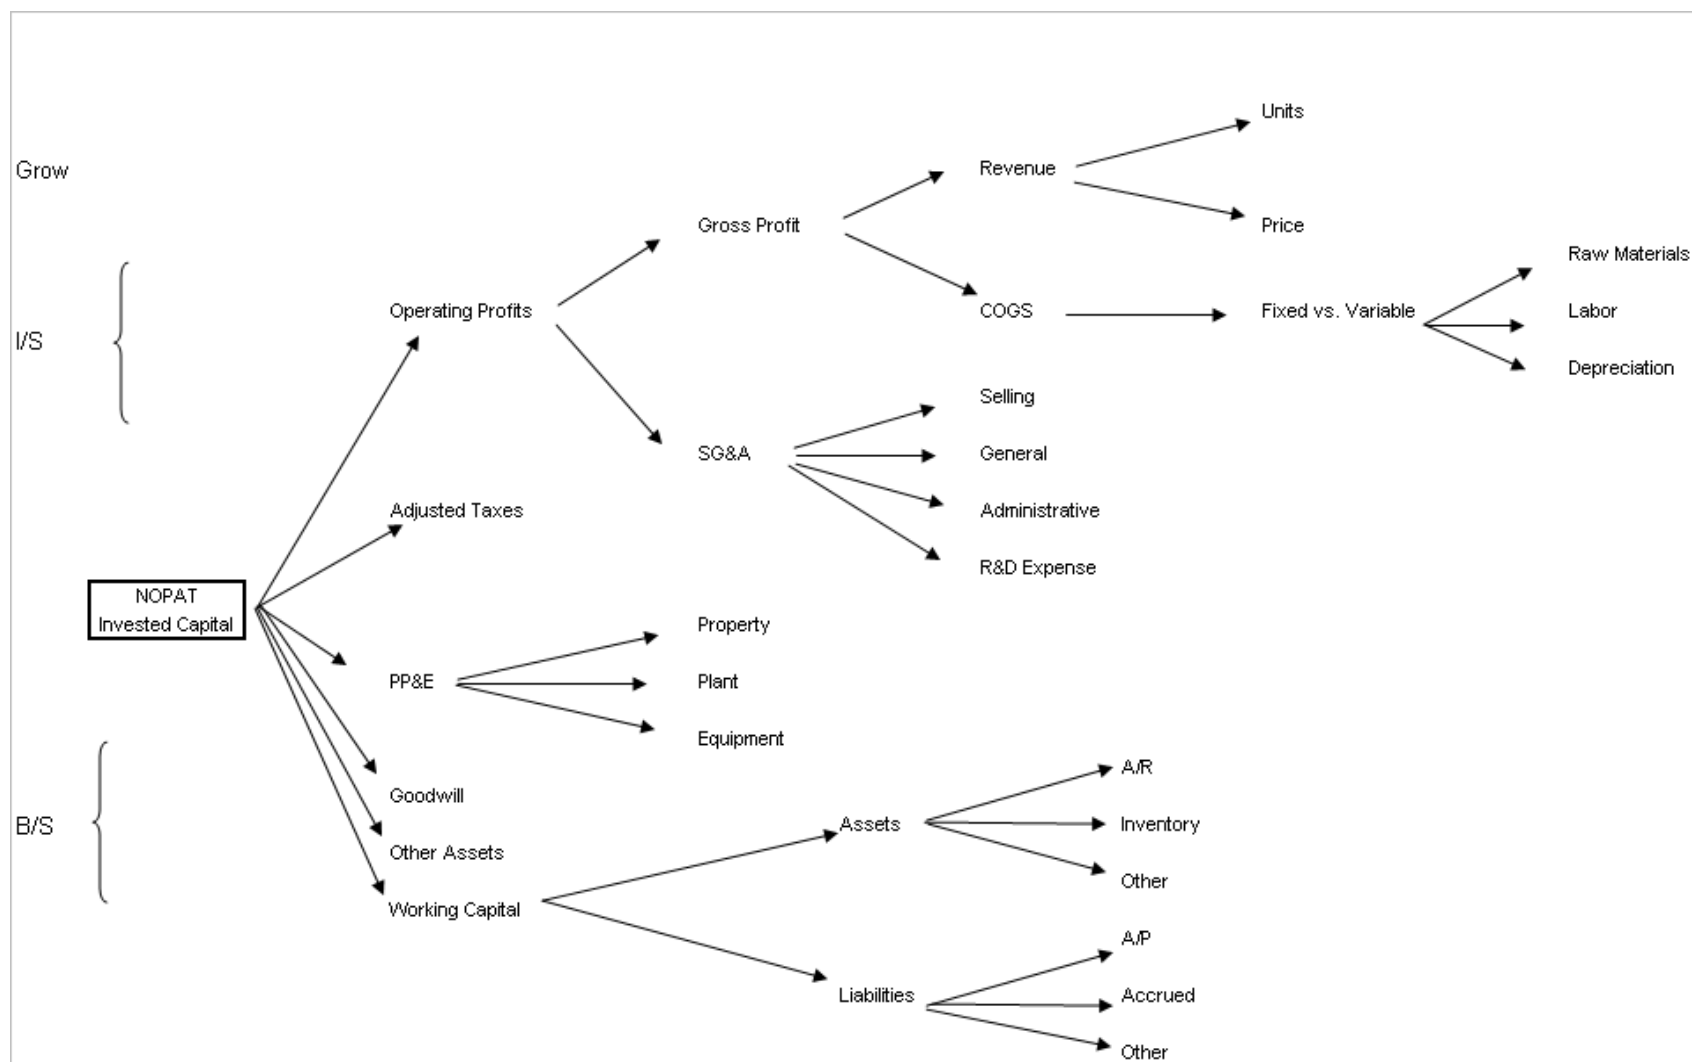 Units
Grow
Revenue
Gross Profit
Price
Raw Materials
I/S
Operating Profits
COGS
Fixed vs. Variable
Labor
Depreciation
Selling
SG&A
General
Adjusted Taxes
Administrative
R&D Expense
NOPAT
Invested Capital
Property
PP&E
Plant
Equipment
A/R
Goodwill
B/S
Assets
Inventory
Other Assets
Other
Working Capital
A/P
Liabilities
Accrued
Other